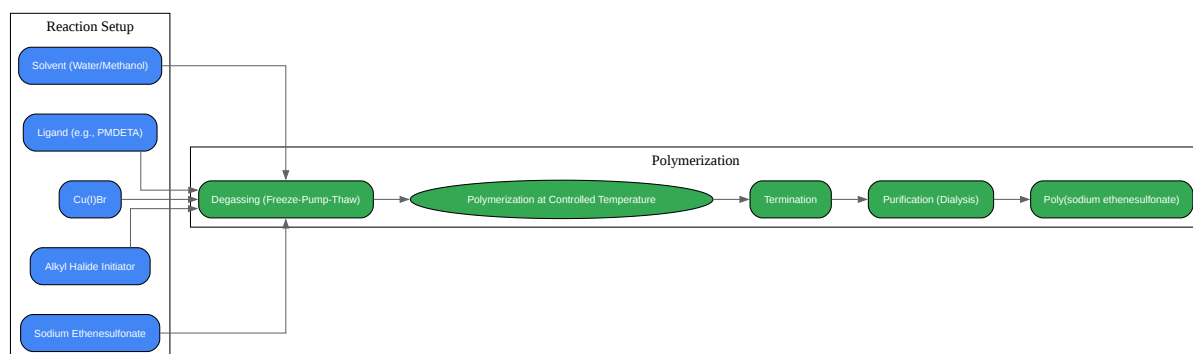 Reaction Setup
Solvent (Water/Methanol)
Ligand (e.g., PMDETA)
Polymerization
Cu(I)Br
Degassing (Freeze-Pump-Thaw)
Polymerization at Controlled Temperature
Termination
Purification (Dialysis)
Poly(sodium ethenesulfonate)
Alkyl Halide Initiator
Sodium Ethenesulfonate